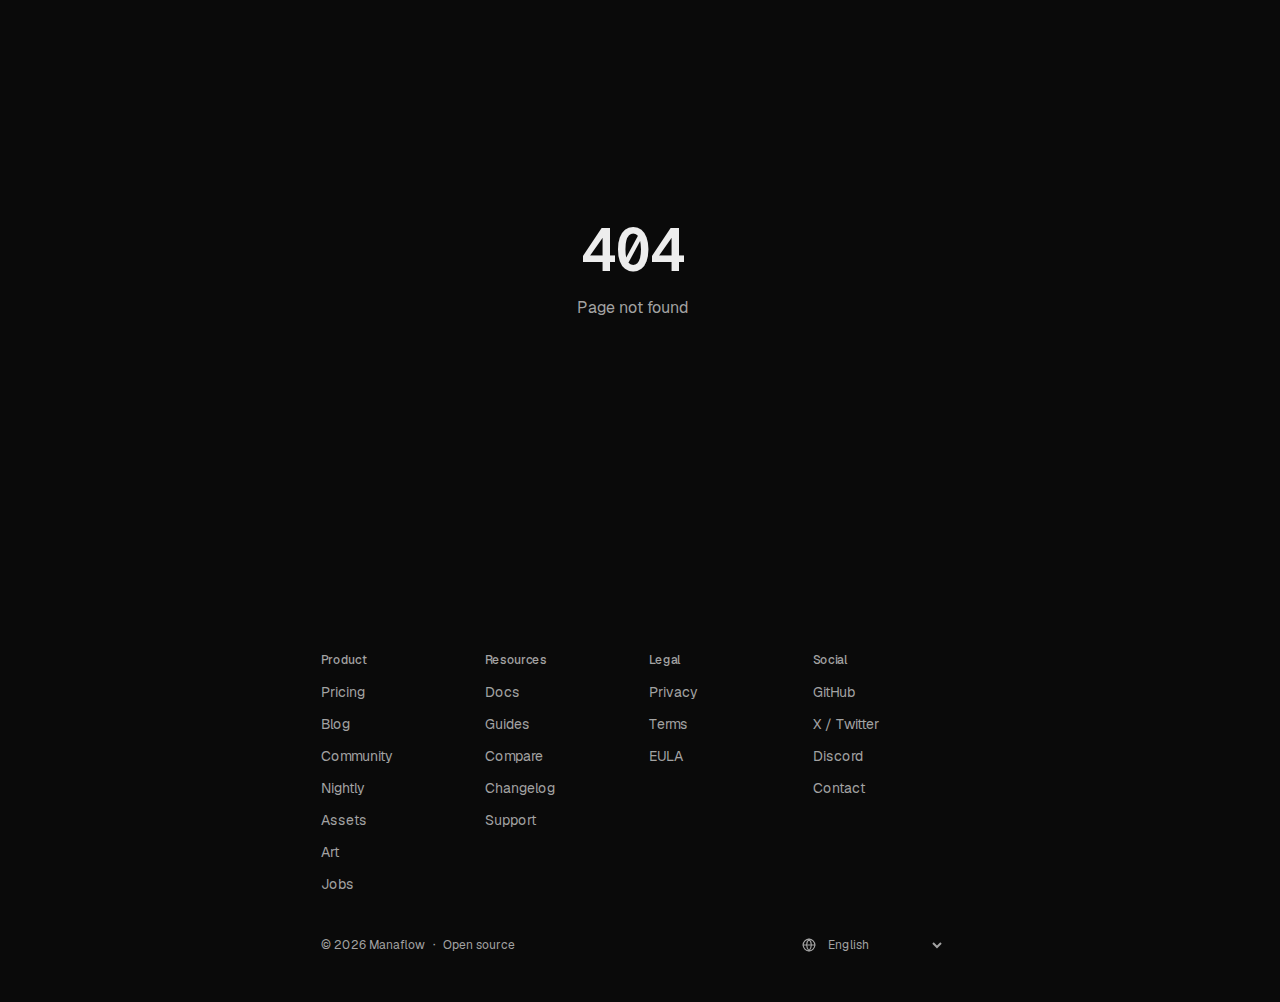 404
Page not found
Product
Pricing
Blog
Community
Nightly
Assets
Art
Jobs
Resources
Docs
Guides
Compare
Changelog
Support
Legal
Privacy
Terms
EULA
Social
GitHub
X / Twitter
Discord
Contact
© 2026 Manaflow · Open source
English